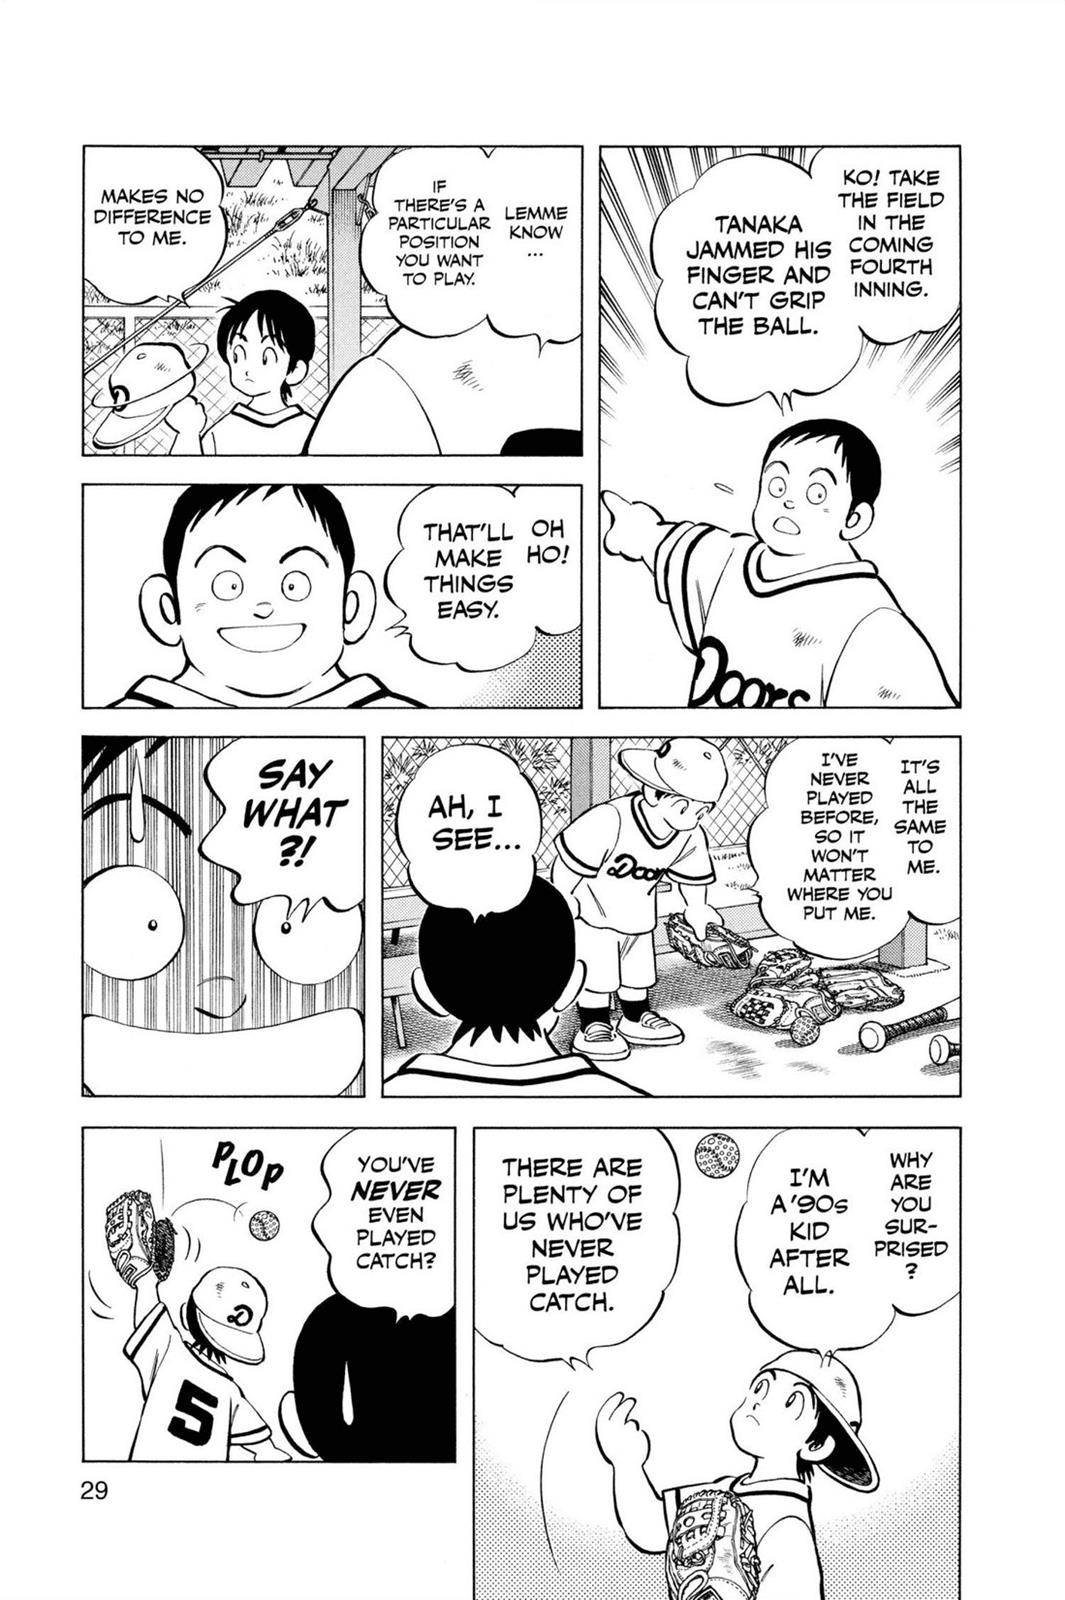 KO! TAKE
THE FIELD
IN THE
COMING
FOURTH
INNING.
TANAKA
JAMMED HIS
FINGER AND
CAN'T GRIP
THE BALL.
Doors
LEMME
KNOW
...
IF
THERE'S A
PARTICULAR
POSITION
YOU WANT
TO PLAY.
MAKES NO
DIFFERENCE
TO ME.
D
OH
HO!
THAT'LL
MAKE
THINGS
EASY.
IT'S
ALL
THE
SAME
TO
ME.
I'VE
NEVER
PLAYED
BEFORE,
SO IT
WON'T
MATTER
WHERE YOU
PUT ME.
D
Doors
AH, I
SEE...
SAY
WHAT
?!
WHY
ARE
YOU
SUR-
PRISED
?
I'M
A '90s
KID
AFTER
ALL.
THERE ARE
PLENTY OF
US WHO'VE
NEVER
PLAYED
CATCH.
YOU'VE
NEVER
EVEN
PLAYED
CATCH?
PLOP
D
5
29